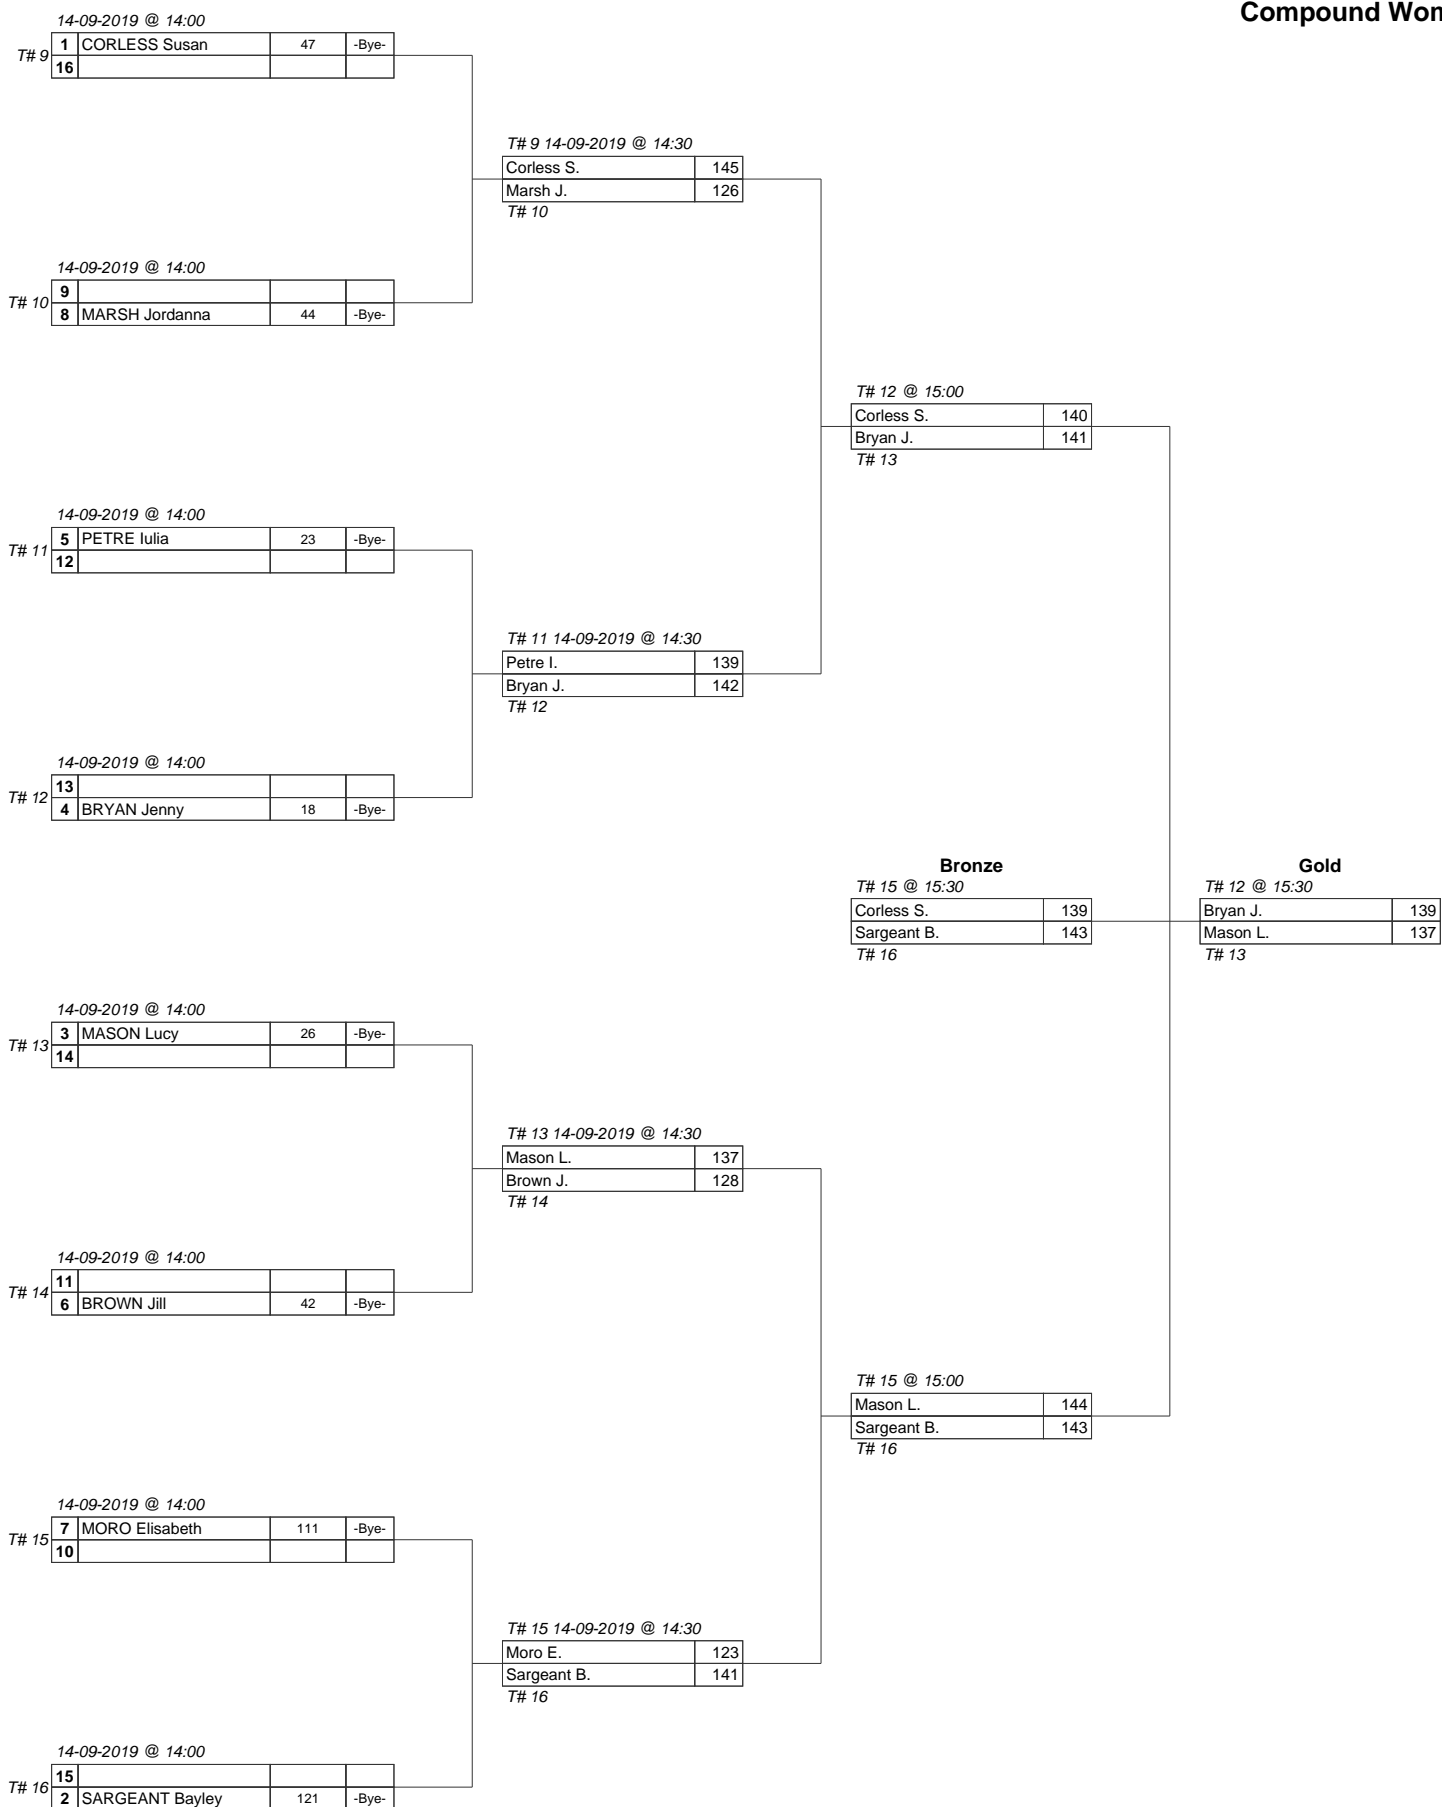 Compound Wom
14-09-2019 @ 14:00
T# 9
1 CORLESS Susan 47 -Bye-
16
T# 9 14-09-2019 @ 14:30
Corless S. 145
Marsh J. 126
T# 10
14-09-2019 @ 14:00
T# 10
9
8 MARSH Jordanna 44 -Bye-
T# 12 @ 15:00
Corless S. 140
Bryan J. 141
T# 13
14-09-2019 @ 14:00
T# 11
5 PETRE Iulia 23 -Bye-
12
T# 11 14-09-2019 @ 14:30
Petre I. 139
Bryan J. 142
T# 12
14-09-2019 @ 14:00
T# 12
13
4 BRYAN Jenny 18 -Bye-
Bronze
T# 15 @ 15:30
Corless S. 139
Sargeant B. 143
T# 16
Gold
T# 12 @ 15:30
Bryan J. 139
Mason L. 137
T# 13
14-09-2019 @ 14:00
T# 13
3 MASON Lucy 26 -Bye-
14
T# 13 14-09-2019 @ 14:30
Mason L. 137
Brown J. 128
T# 14
14-09-2019 @ 14:00
T# 14
11
6 BROWN Jill 42 -Bye-
T# 15 @ 15:00
Mason L. 144
Sargeant B. 143
T# 16
14-09-2019 @ 14:00
T# 15
7 MORO Elisabeth 111 -Bye-
10
T# 15 14-09-2019 @ 14:30
Moro E. 123
Sargeant B. 141
T# 16
14-09-2019 @ 14:00
T# 16
15
2 SARGEANT Bayley 121 -Bye-